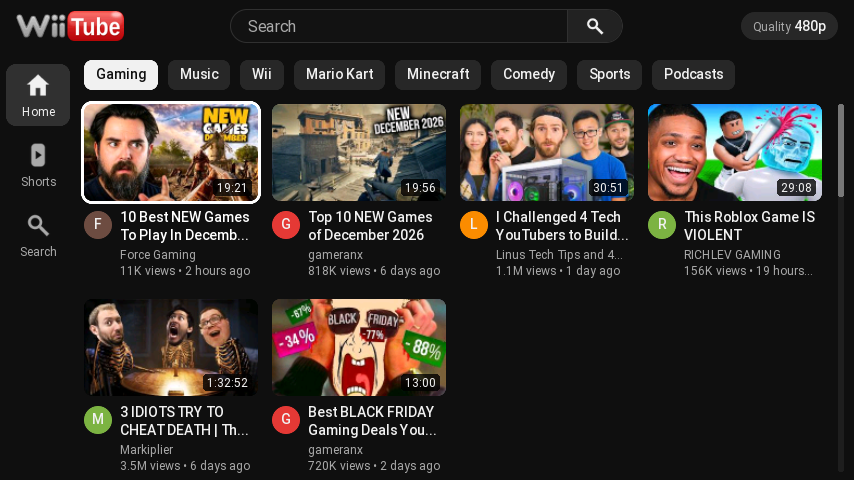 WiiTube
Search
Quality 480p
Gaming
Music
Wii
Mario Kart
Minecraft
Comedy
Sports
Podcasts
Home
Shorts
Search
NEW
GAMES
DECEMBER
19:21
F
10 Best NEW Games
To Play In Decemb...
Force Gaming
11K views • 2 hours ago
NEW
DECEMBER 2026
19:56
G
Top 10 NEW Games
of December 2026
gameranx
818K views • 6 days ago
30:51
L
I Challenged 4 Tech
YouTubers to Build...
Linus Tech Tips and 4...
1.1M views • 1 day ago
29:08
R
This Roblox Game IS
VIOLENT
RICHLEV GAMING
156K views • 19 hours...
1:32:52
M
3 IDIOTS TRY TO
CHEAT DEATH | Th...
Markiplier
3.5M views • 6 days ago
-67%
BLACK FRIDAY
-34%
-77%
-88%
13:00
G
Best BLACK FRIDAY
Gaming Deals You...
gameranx
720K views • 2 days ago